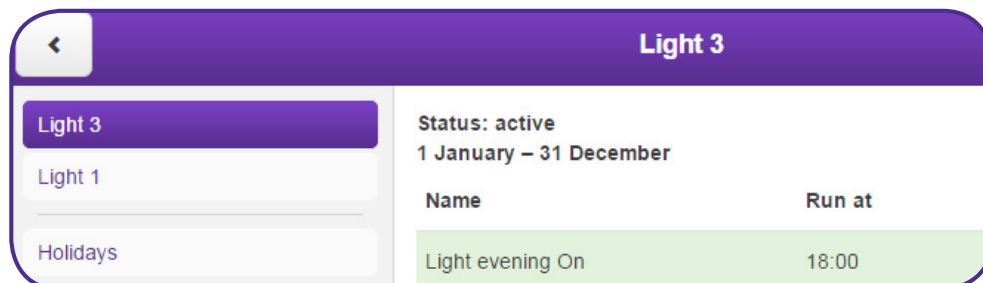 Light 3
Light 3
Light 1
Holidays
Status: active
1 January – 31 December
Name Run at
Light evening On 18:00